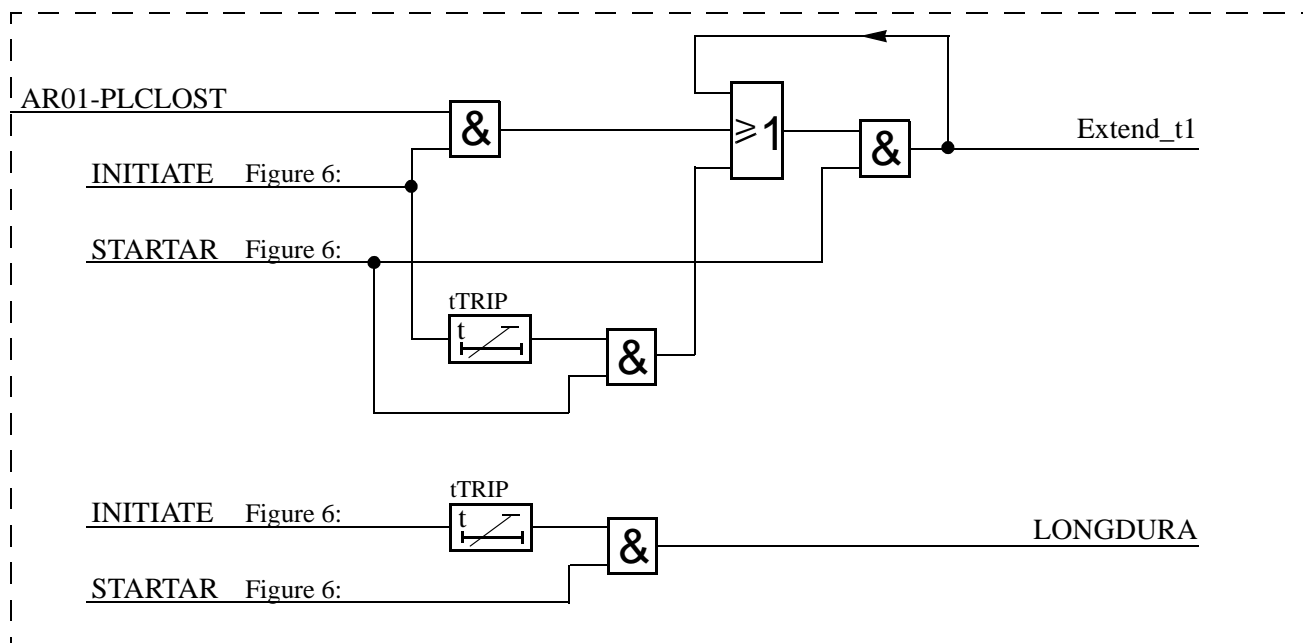 AR01-PLCLOST
&
≥1
&
Extend_t1
INITIATE Figure 6:
STARTAR Figure 6:
tTRIP
t
&
tTRIP
INITIATE Figure 6:
t
&
LONGDURA
STARTAR Figure 6: